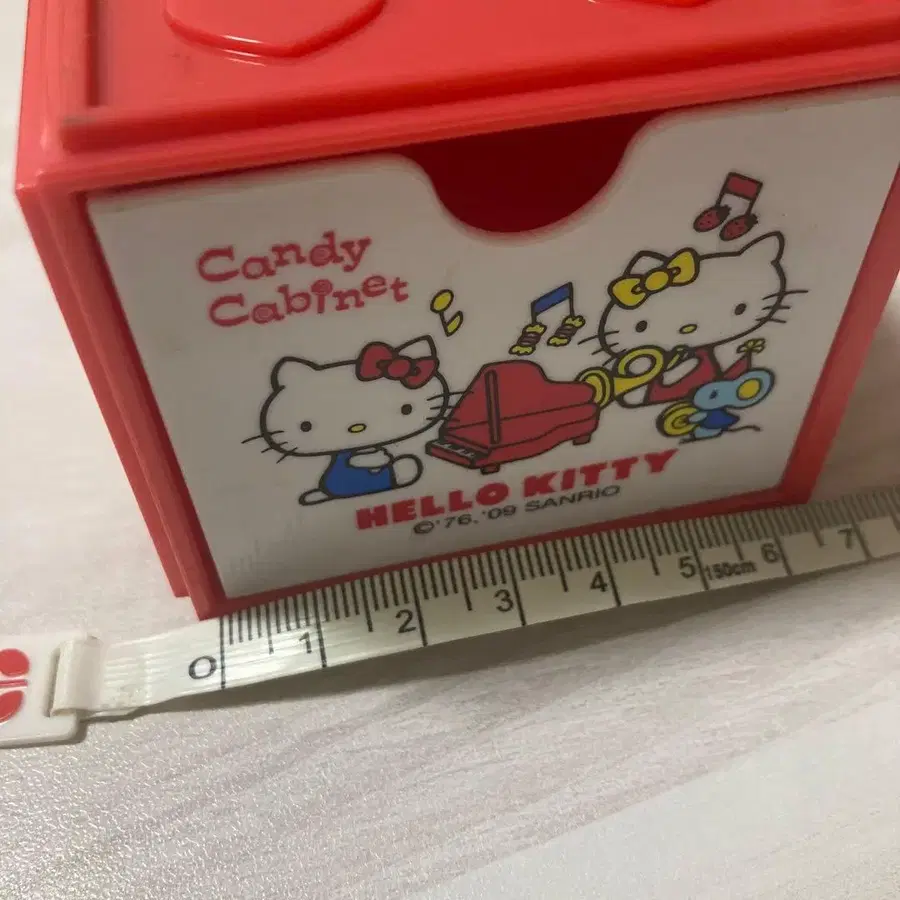 Candy
Cabinet
HELLO KITTY
©'76.'09 SANRIO
0 1 2 3 4 5 150cm 6 7